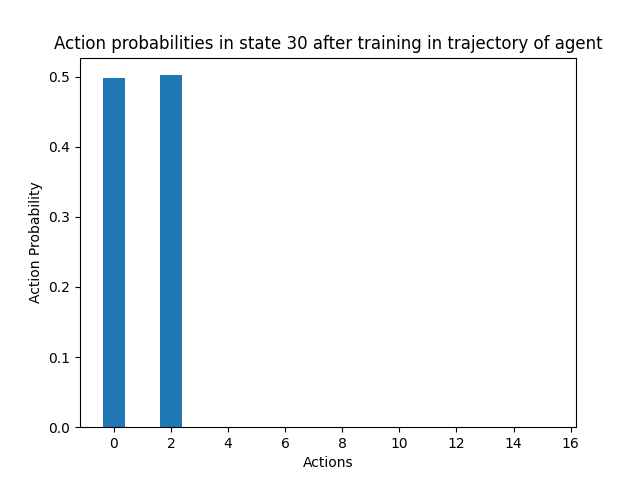 Action probabilities in state 30 after training in trajectory of agent
0.5
0.4
0.3
0.2
0.1
0.0
Action Probability
0 2 4 6 8 10 12 14 16
Actions